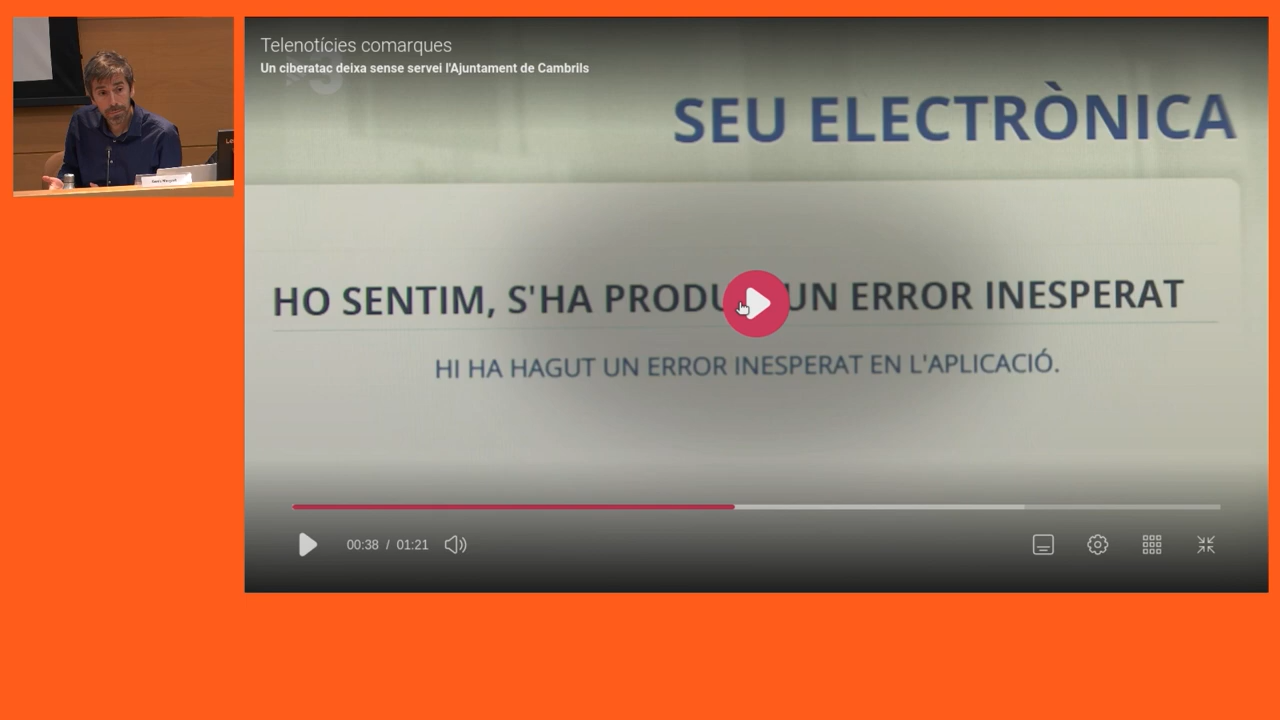 Telenotícies comarques
Un ciberatac deixa sense servei l'Ajuntament de Cambrils
SEU ELECTRÒNICA
HO SENTIM, S'HA UN ERROR INESPERAT
HI HA HAGUT UN ERROR INESPERAT EN L'APLICACIÓ.
00:38 / 01:21